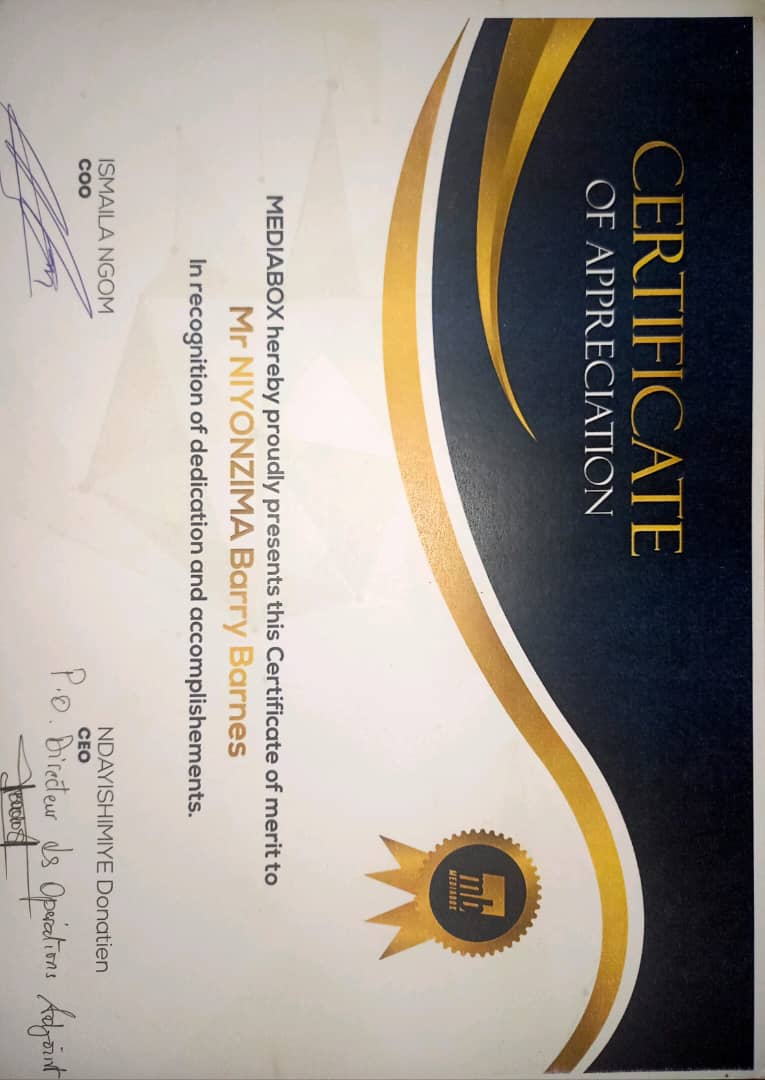 CERTIFICATE
OF APPRECIATION
mb
MEDIABOX
MEDIABOX hereby proudly presents this Certificate of merit to
Mr NIYONZIMA Barry Barnes
In recognition of dedication and accomplishements.
ISMAILA NGOM
COO
NDAYISHIMIYE Donatien
CEO
P.O. Directeur des Opérations Adjoint